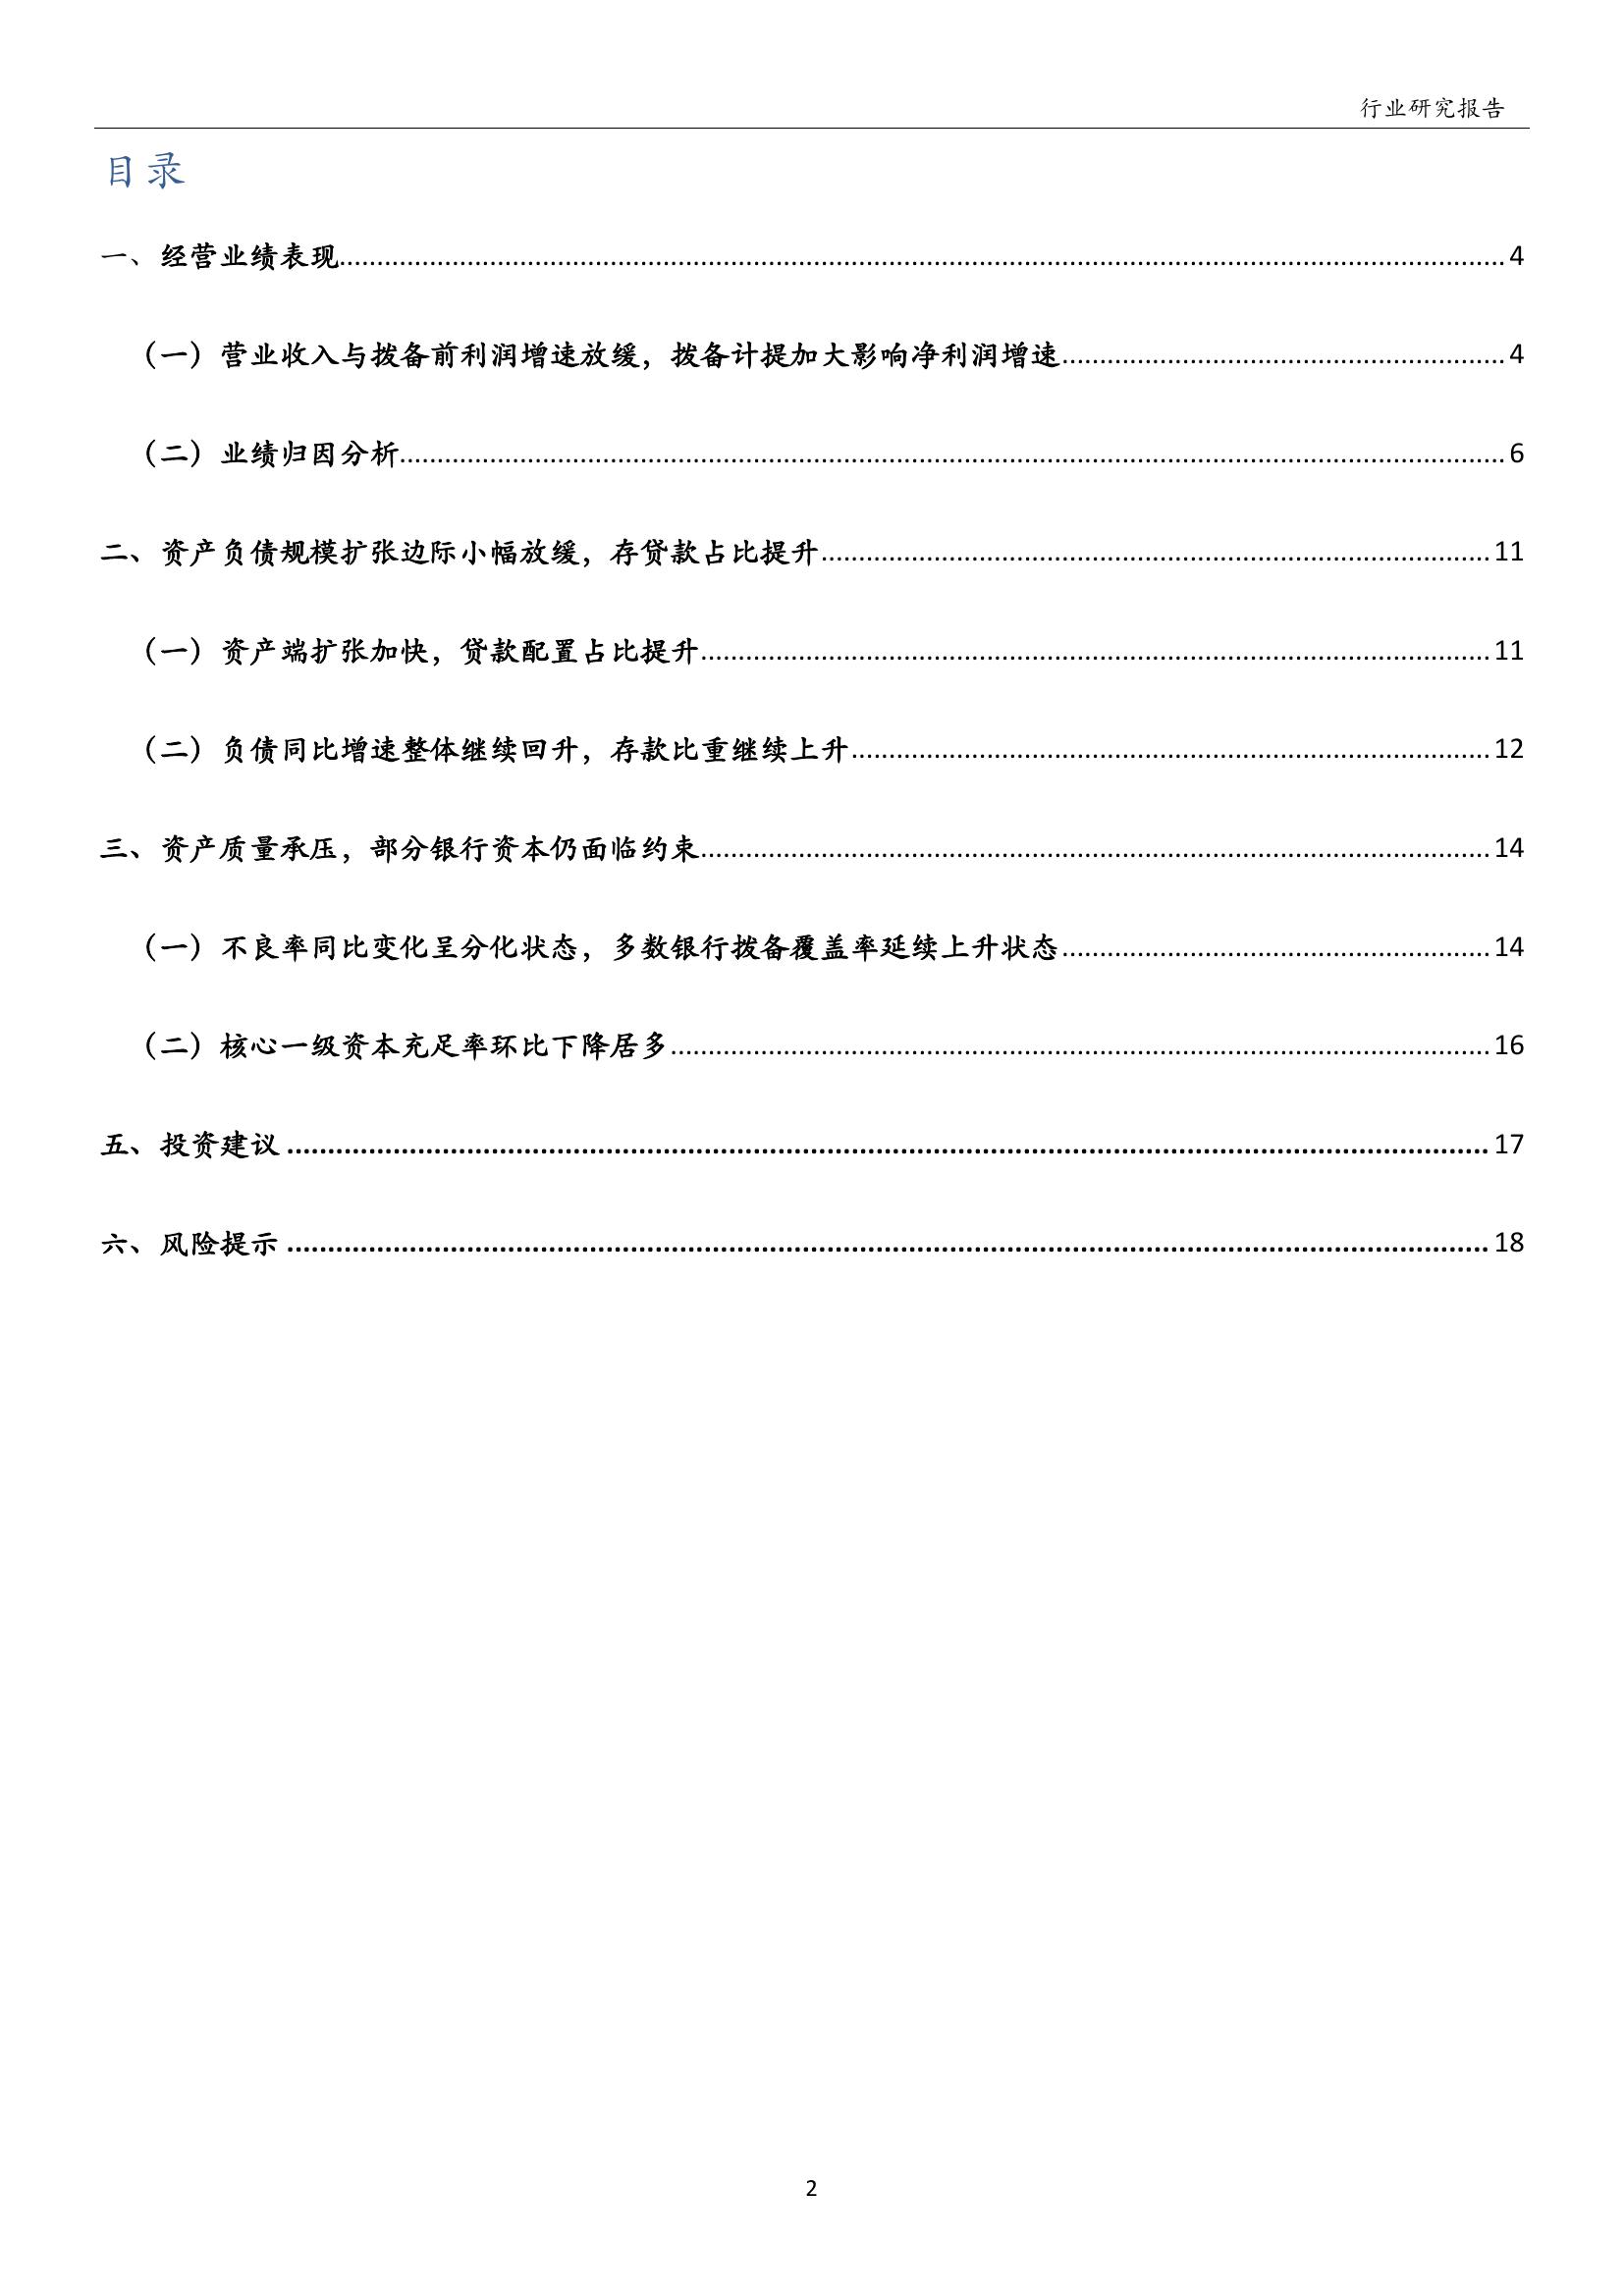 行业研究报告
目录
一、经营业绩表现........................................ 4
（一）营业收入与拨备前利润增速放缓，拨备计提加大影响净利润增速........................................ 4
（二）业绩归因分析........................................ 6
二、资产负债规模扩张边际小幅放缓，存贷款占比提升........................................ 11
（一）资产端扩张加快，贷款配置占比提升........................................ 11
（二）负债同比增速整体继续回升，存款比重继续上升........................................ 12
三、资产质量承压，部分银行资本仍面临约束........................................ 14
（一）不良率同比变化呈分化状态，多数银行拨备覆盖率延续上升状态........................................ 14
（二）核心一级资本充足率环比下降居多........................................ 16
五、投资建议 ........................................ 17
六、风险提示 ........................................ 18
2